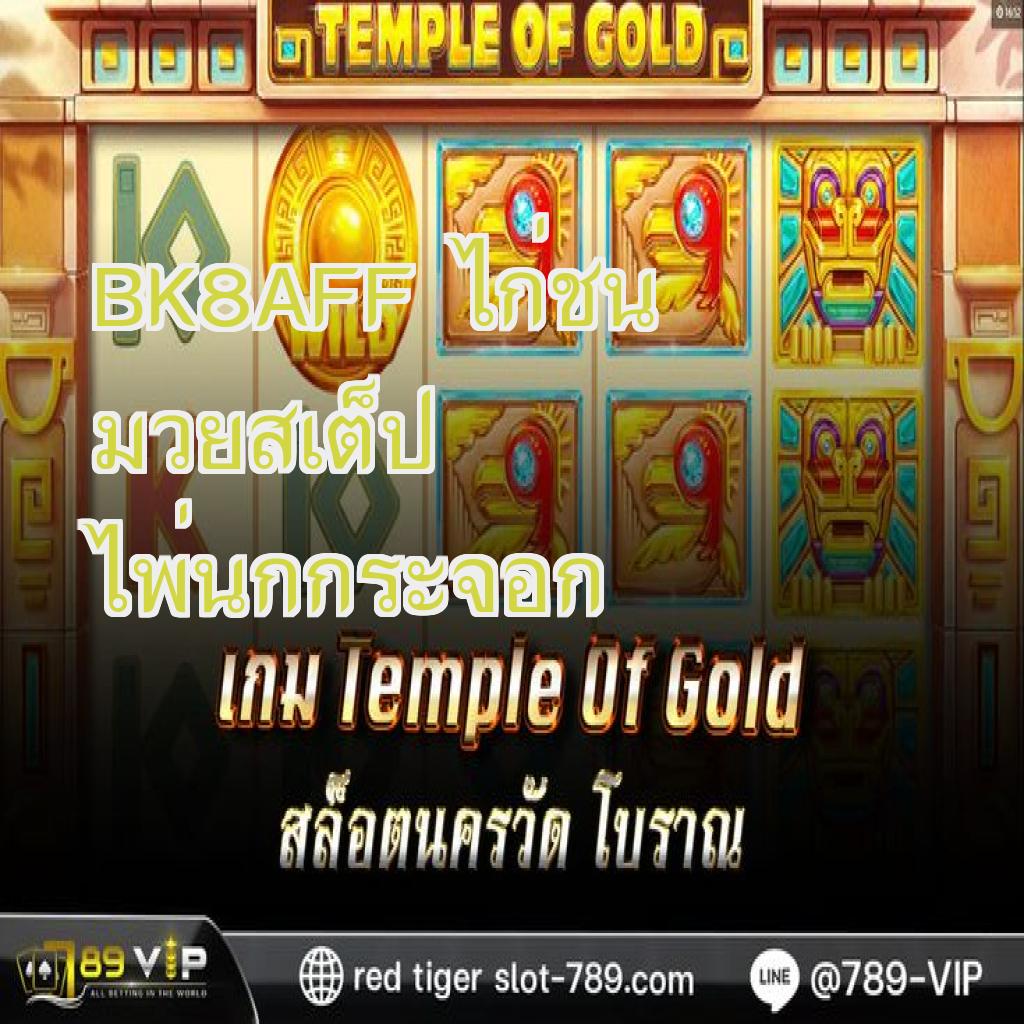 TEMPLE OF GOLD
WILD
K
BK8AFF ไก่ชน
มวยสเต็ป
ไพ่นกกระจอก
เกม Temple Of Gold
สล็อตนครวัด โบราณ
789 VIP
ALL BETTING IN THE WORLD
red tiger slot-789.com
LINE @789-VIP